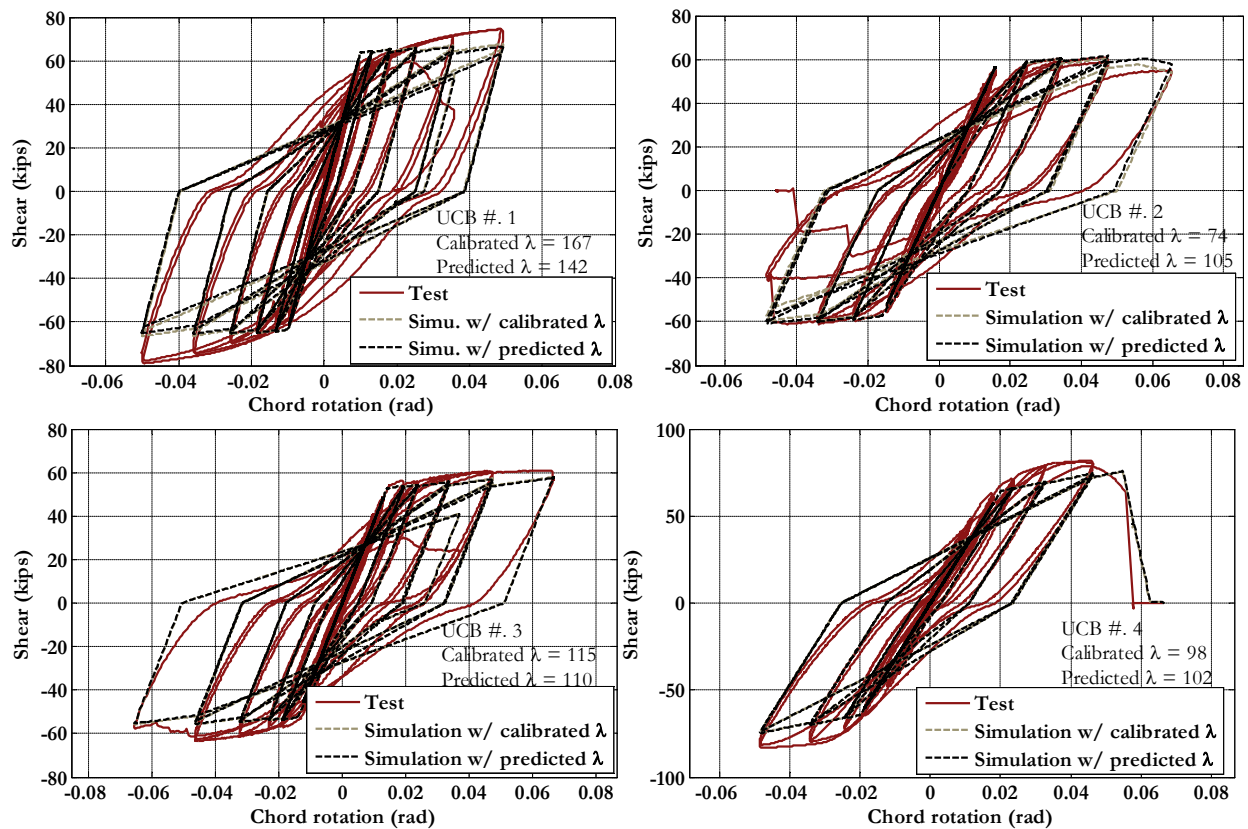 80
60
40
20
0
-20
-40
-60
-80
Shear (kips)
-0.06 -0.04 -0.02 0 0.02 0.04 0.06 0.08
Chord rotation (rad)
UCB #. 1
Calibrated λ = 167
Predicted λ = 142
Test
Simu. w/ calibrated λ
Simu. w/ predicted λ
80
60
40
20
0
-20
-40
-60
-80
Shear (kips)
-0.06 -0.04 -0.02 0 0.02 0.04 0.06 0.08
Chord rotation (rad)
UCB #. 2
Calibrated λ = 74
Predicted λ = 105
Test
Simulation w/ calibrated λ
Simulation w/ predicted λ
80
60
40
20
0
-20
-40
-60
-80
Shear (kips)
-0.08 -0.06 -0.04 -0.02 0 0.02 0.04 0.06 0.08
Chord rotation (rad)
UCB #. 3
Calibrated λ = 115
Predicted λ = 110
Test
Simulation w/ calibrated λ
Simulation w/ predicted λ
100
50
0
-50
-100
Shear (kips)
-0.06 -0.04 -0.02 0 0.02 0.04 0.06 0.08
Chord rotation (rad)
UCB #. 4
Calibrated λ = 98
Predicted λ = 102
Test
Simulation w/ calibrated λ
Simulation w/ predicted λ